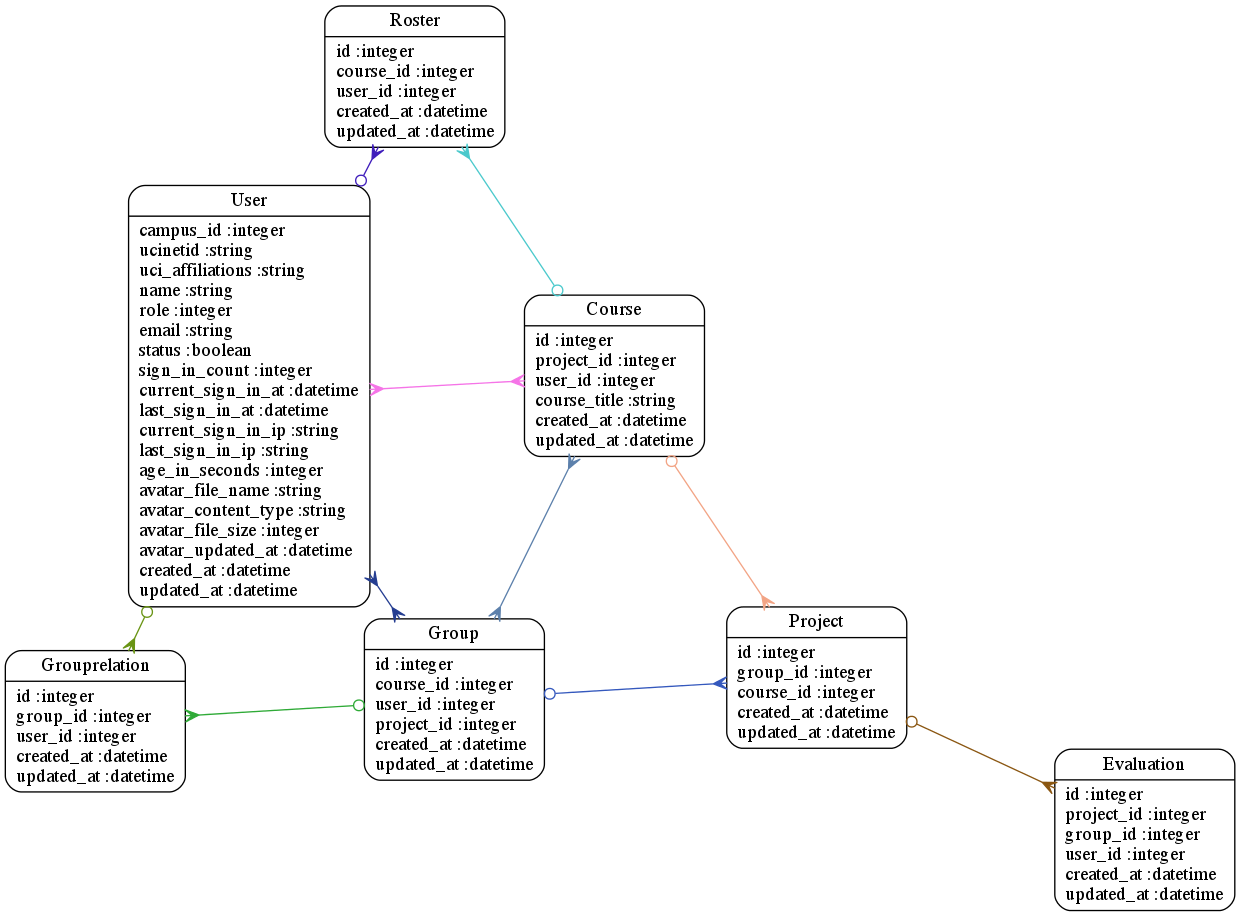 Roster
id :integer
course_id :integer
user_id :integer
created_at :datetime
updated_at :datetime
User
campus_id :integer
ucinetid :string
uci_affiliations :string
name :string
role :integer
email :string
status :boolean
sign_in_count :integer
current_sign_in_at :datetime
last_sign_in_at :datetime
current_sign_in_ip :string
last_sign_in_ip :string
age_in_seconds :integer
avatar_file_name :string
avatar_content_type :string
avatar_file_size :integer
avatar_updated_at :datetime
created_at :datetime
updated_at :datetime
Course
id :integer
project_id :integer
user_id :integer
course_title :string
created_at :datetime
updated_at :datetime
Grouprelation
id :integer
group_id :integer
user_id :integer
created_at :datetime
updated_at :datetime
Group
id :integer
course_id :integer
user_id :integer
project_id :integer
created_at :datetime
updated_at :datetime
Project
id :integer
group_id :integer
course_id :integer
created_at :datetime
updated_at :datetime
Evaluation
id :integer
project_id :integer
group_id :integer
user_id :integer
created_at :datetime
updated_at :datetime